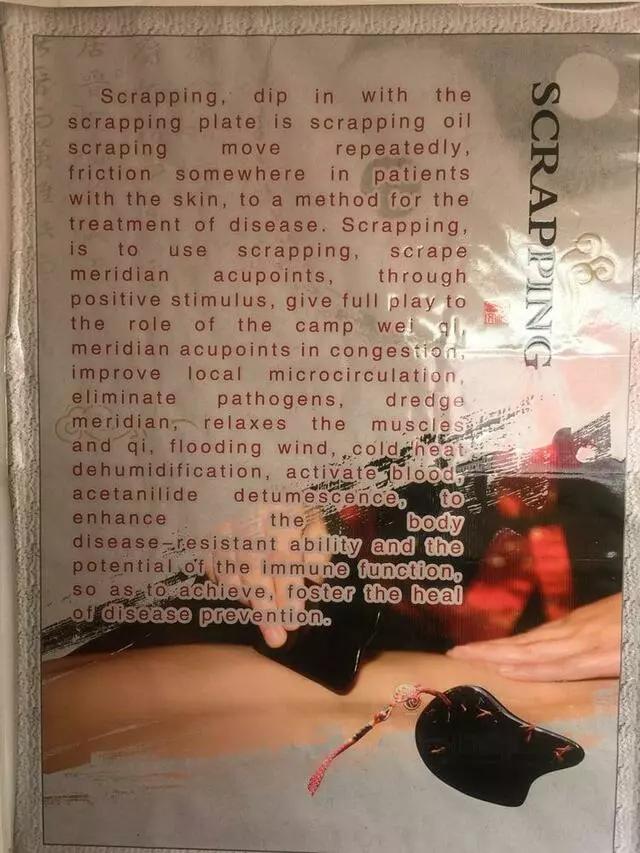 Scrapping, dip in with the
scrapping plate is scrapping oil
scraping move repeatedly,
friction somewhere in patients
with the skin, to a method for the
treatment of disease. Scrapping,
is to use scrapping, scrape
meridian acupoints, through
positive stimulus, give full play to
the role of the camp wei qi,
meridian acupoints in congestion,
improve local microcirculation,
eliminate pathogens, dredge
meridian, relaxes the muscles
and qi, flooding wind, cold heat
dehumidification, activate blood,
acetanilide detumescence, to
enhance the body
disease-resistant ability and the
potential of the immune function,
so as to achieve, foster the heal
of disease prevention.
SCRAPPING